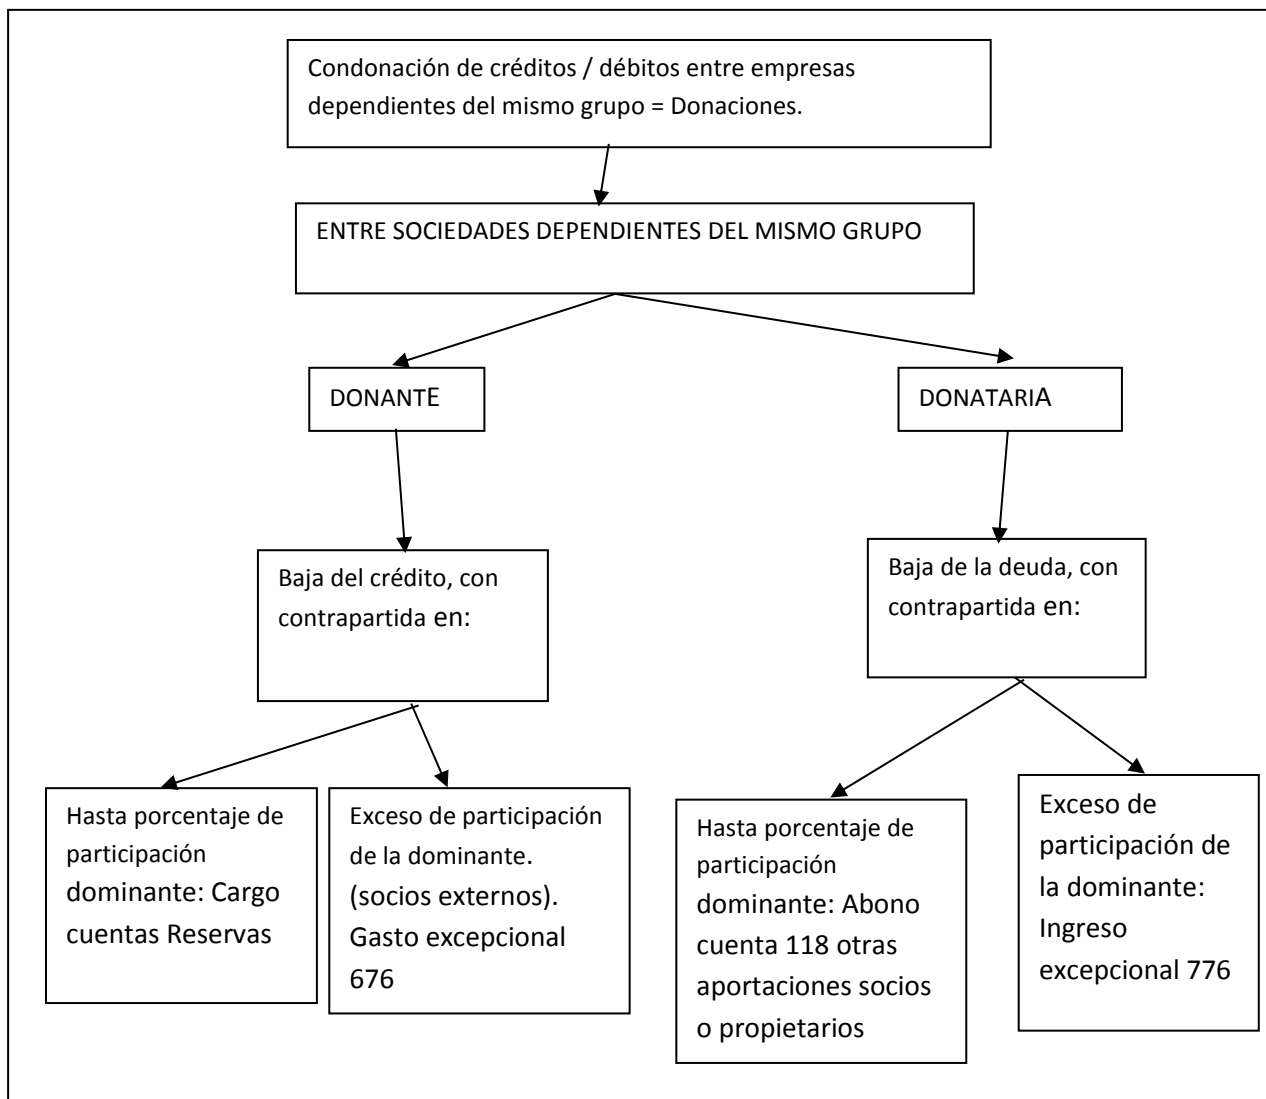 Condonación de créditos / débitos entre empresas
dependientes del mismo grupo = Donaciones.
ENTRE SOCIEDADES DEPENDIENTES DEL MISMO GRUPO
DONANTE
DONATARIA
Baja del crédito, con
contrapartida en:
Baja de la deuda, con
contrapartida en:
Hasta porcentaje de
participación
dominante: Cargo
cuentas Reservas
Exceso de participación
de la dominante.
(socios externos).
Gasto excepcional
676
Hasta porcentaje de
participación
dominante: Abono
cuenta 118 otras
aportaciones socios
o propietarios
Exceso de
participación de
la dominante:
Ingreso
excepcional 776